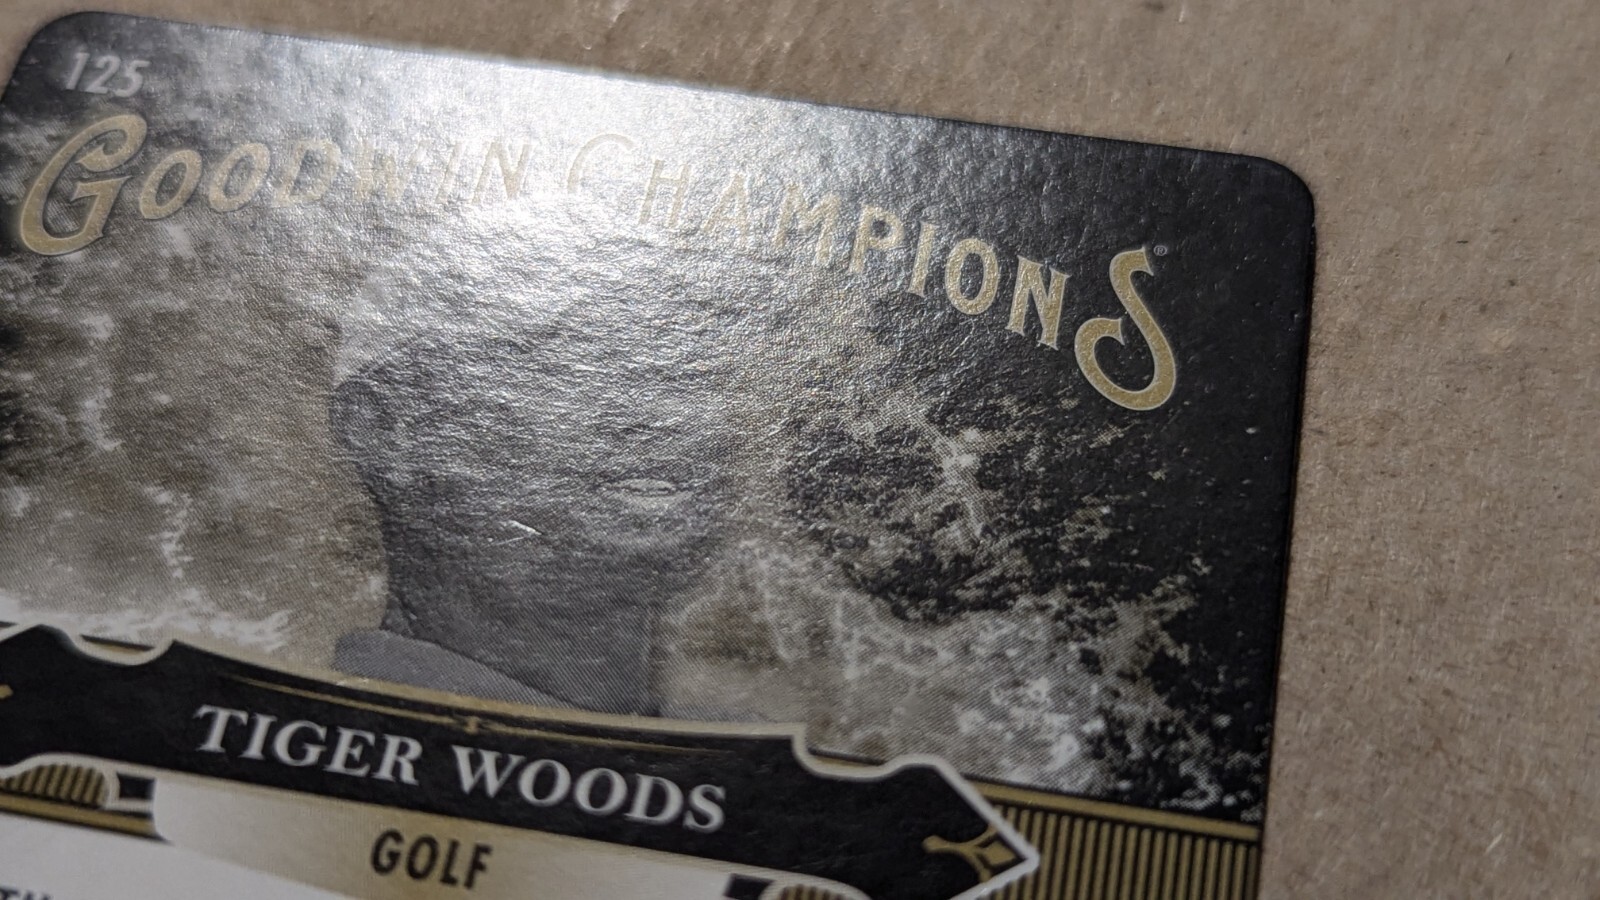 125
GOODWIN CHAMPIONS®
TIGER WOODS
GOLF